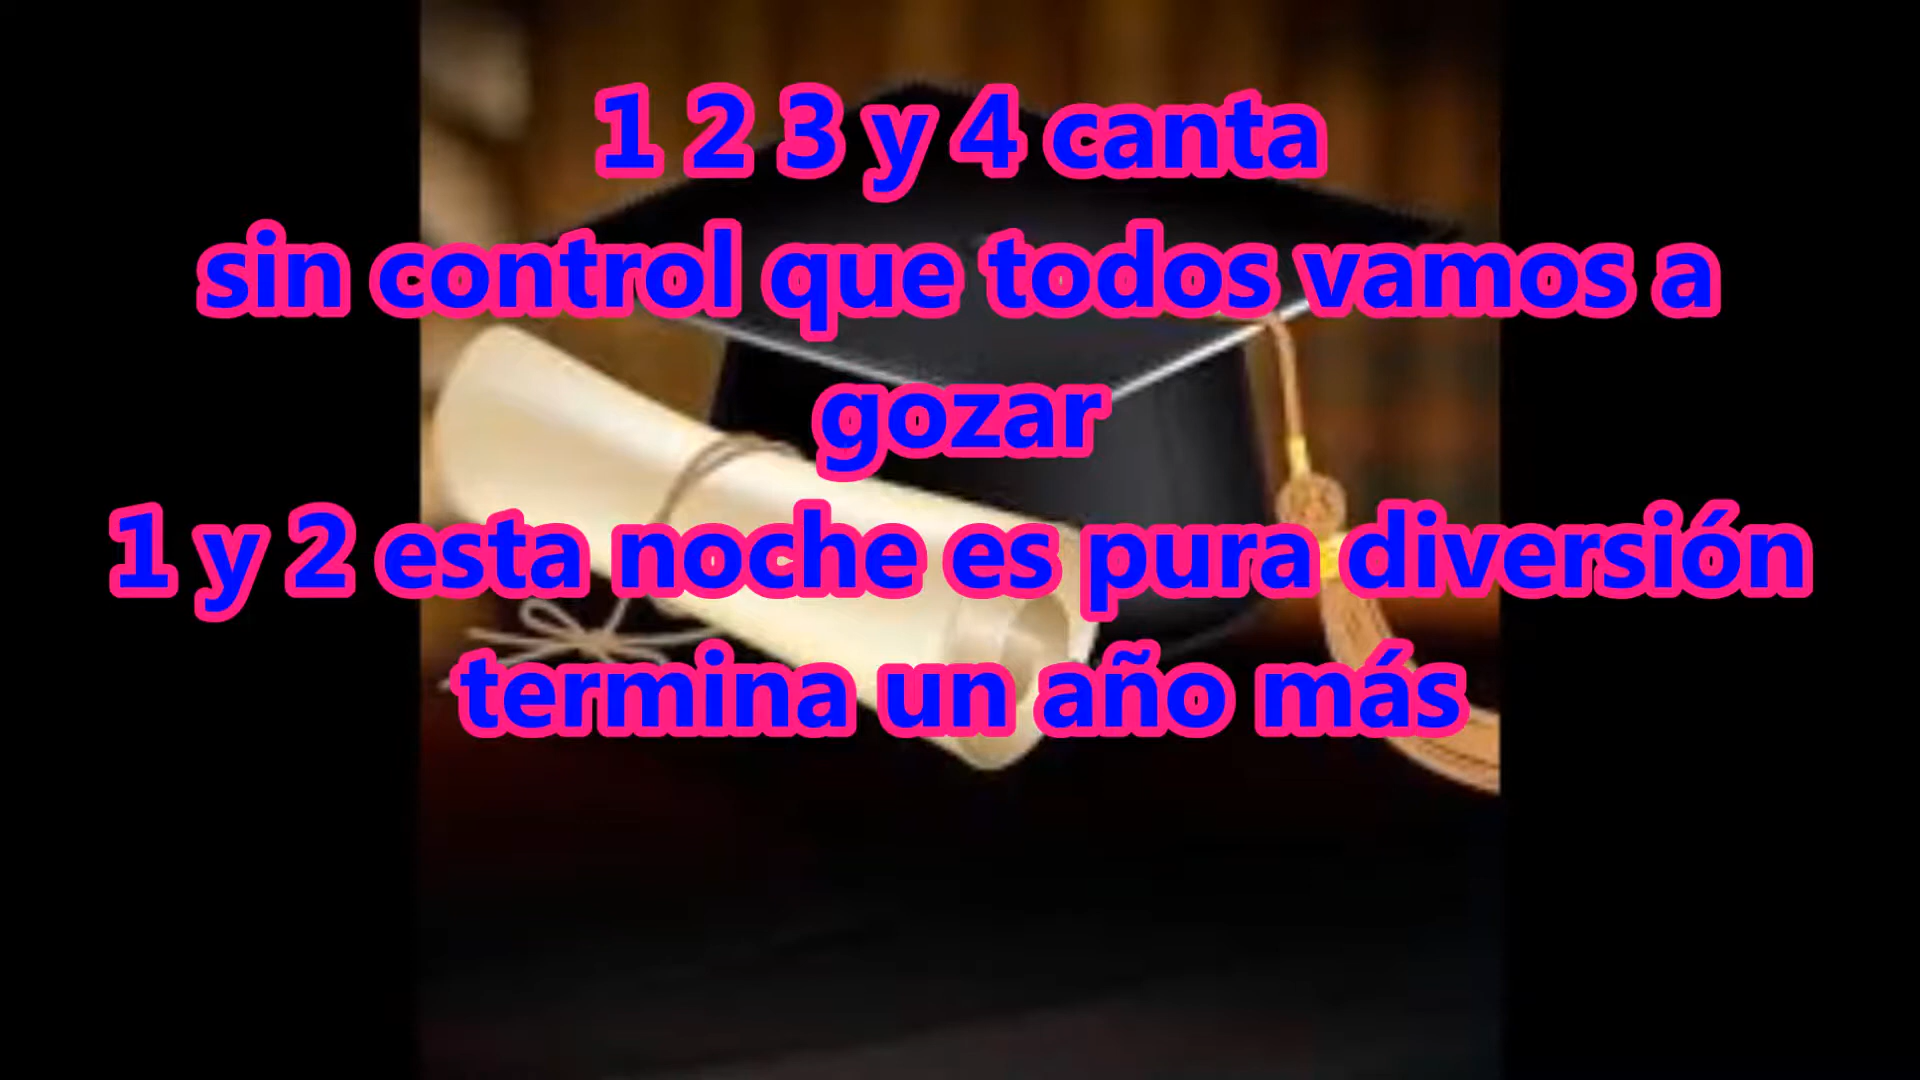 1 2 3 y 4 canta
sin control que todos vamos a
gozar
1 y 2 esta noche es pura diversión
termina un año más